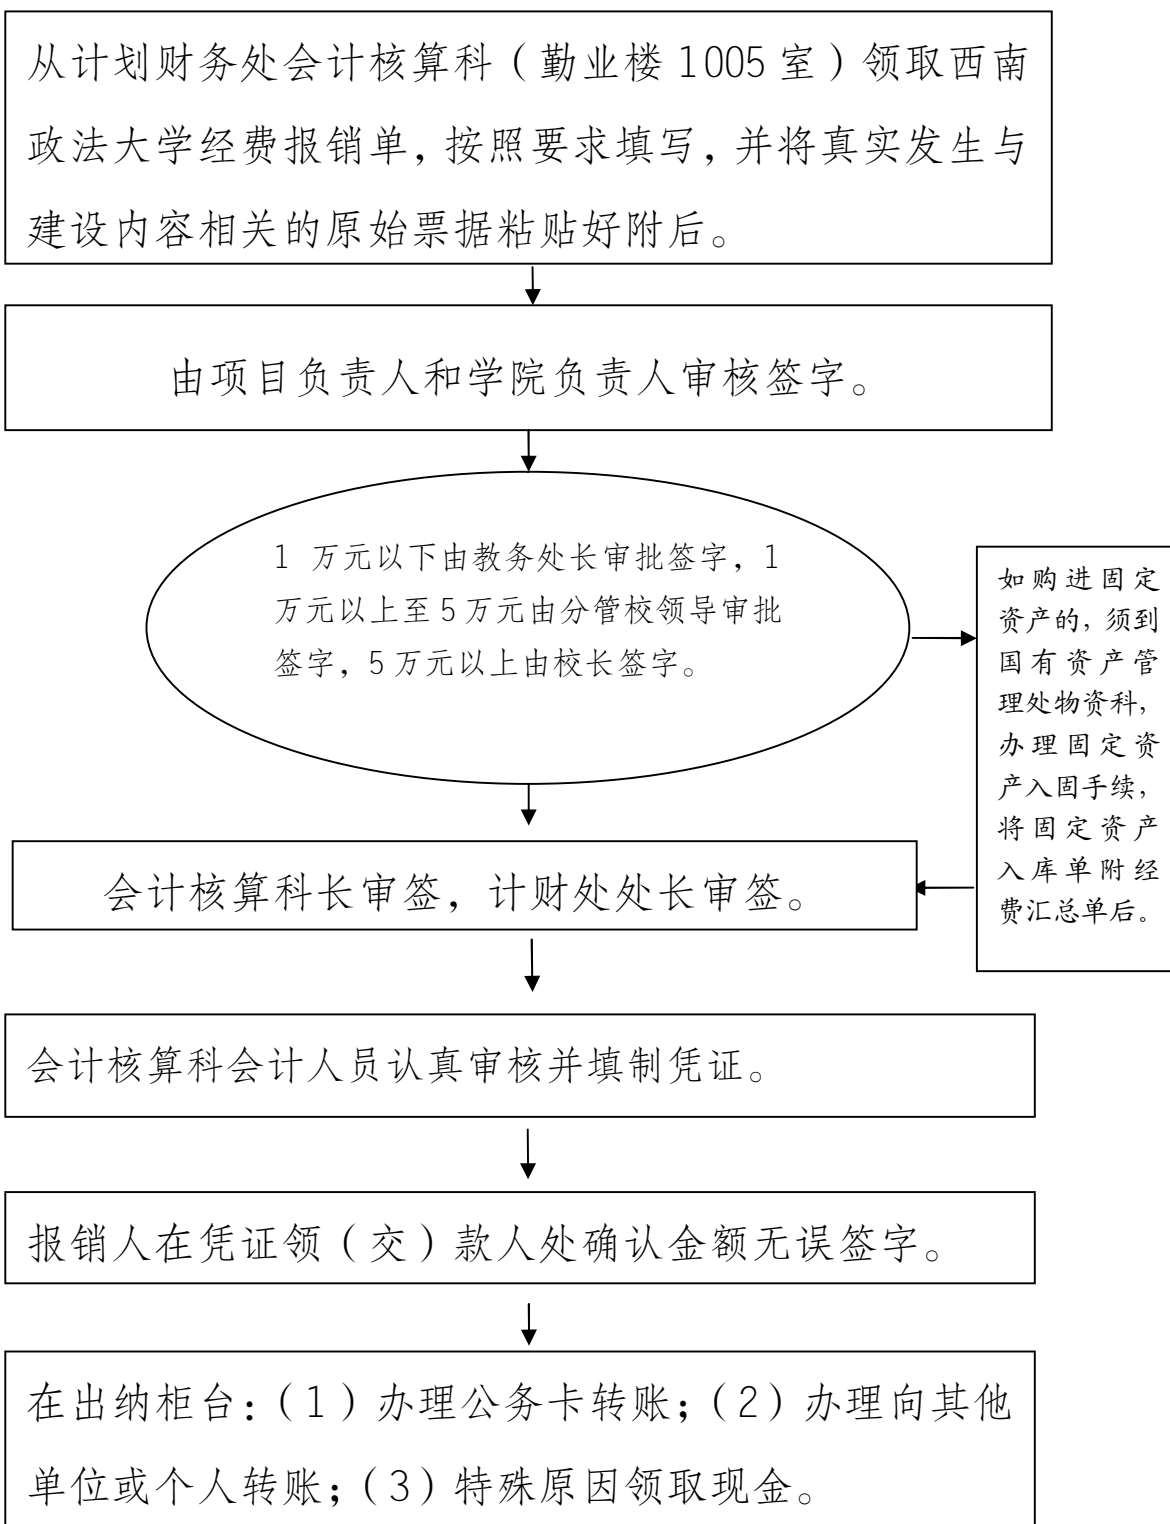 从计划财务处会计核算科（勤业楼 1005 室）领取西南
政法大学经费报销单，按照要求填写，并将真实发生与
建设内容相关的原始票据粘贴好附后。
由项目负责人和学院负责人审核签字。
1 万元以下由教务处长审批签字，1
万元以上至 5 万元由分管校领导审批
签字，5 万元以上由校长签字。
如购进固定
资产的，须到
国有资产管
理处物资科，
办理固定资
产入固手续，
将固定资产
入库单附经
费汇总单后。
会计核算科长审签，计财处处长审签。
会计核算科会计人员认真审核并填制凭证。
报销人在凭证领（交）款人处确认金额无误签字。
在出纳柜台：（1）办理公务卡转账；（2）办理向其他
单位或个人转账；（3）特殊原因领取现金。